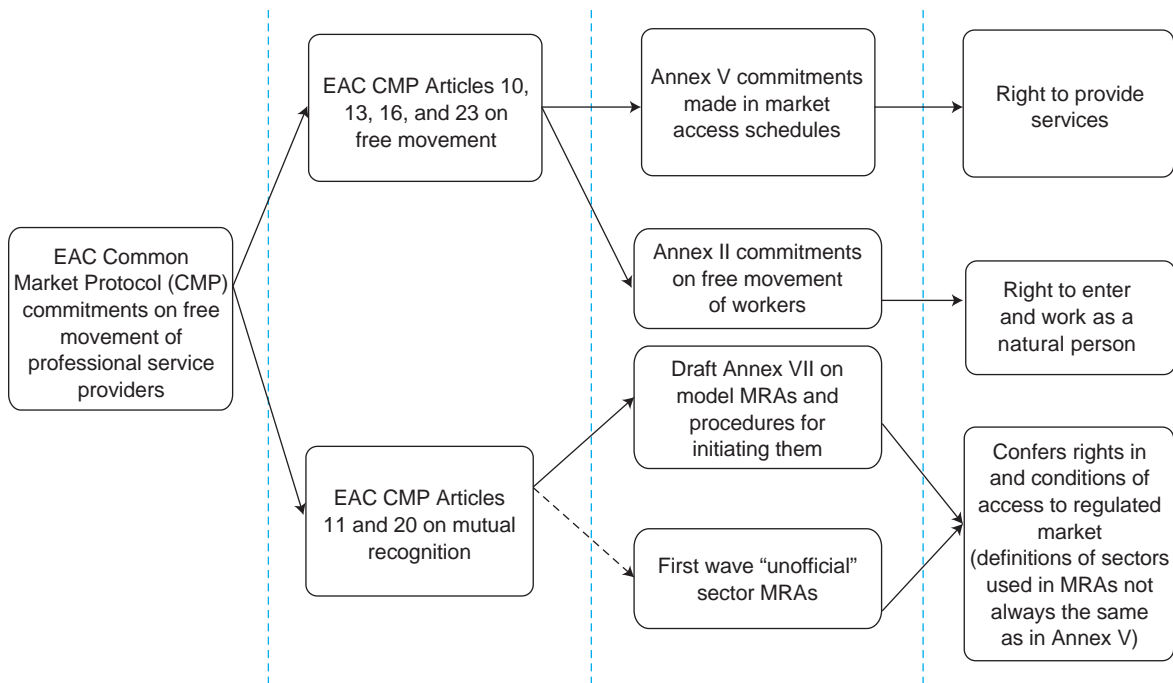 EAC Common
Market Protocol (CMP)
commitments on free
movement of
professional service
providers
EAC CMP Articles 10,
13, 16, and 23 on
free movement
EAC CMP Articles
11 and 20 on mutual
recognition
Annex V commitments
made in market
access schedules
Annex II commitments
on free movement
of workers
Draft Annex VII on
model MRAs and
procedures for
initiating them
First wave “unofficial”
sector MRAs
Right to provide
services
Right to enter
and work as a
natural person
Confers rights in
and conditions of
access to regulated
market
(definitions of sectors
used in MRAs not
always the same
as in Annex V)